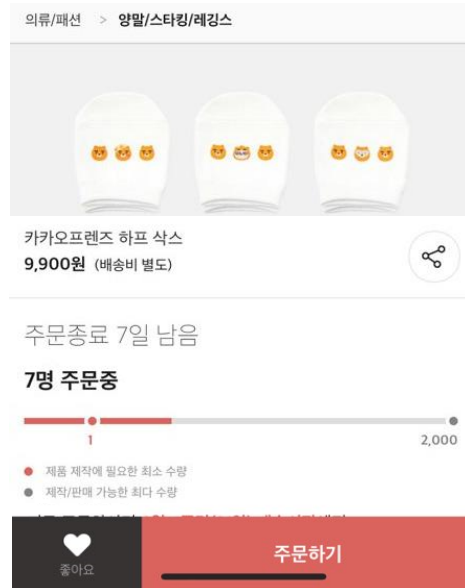 의류/패션 > 양말/스타킹/레깅스
카카오프렌즈 하프 삭스
9,900원 (배송비 별도)
주문종료 7일 남음
7명 주문중
1
2,000
제품 제작에 필요한 최소 수량
제작/판매 가능한 최다 수량
좋아요
주문하기